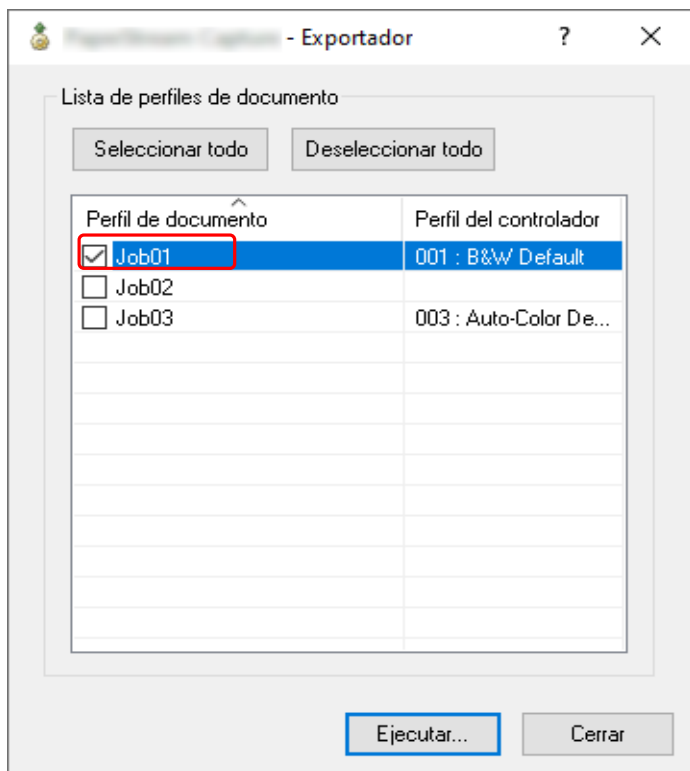 - Exportador
?
Lista de perfiles de documento
Seleccionar todo Deseleccionar todo
Perfil de documento Perfil del controlador
Job01 001 : B&W Default
Job02
Job03 003 : Auto-Color De...
Ejecutar... Cerrar